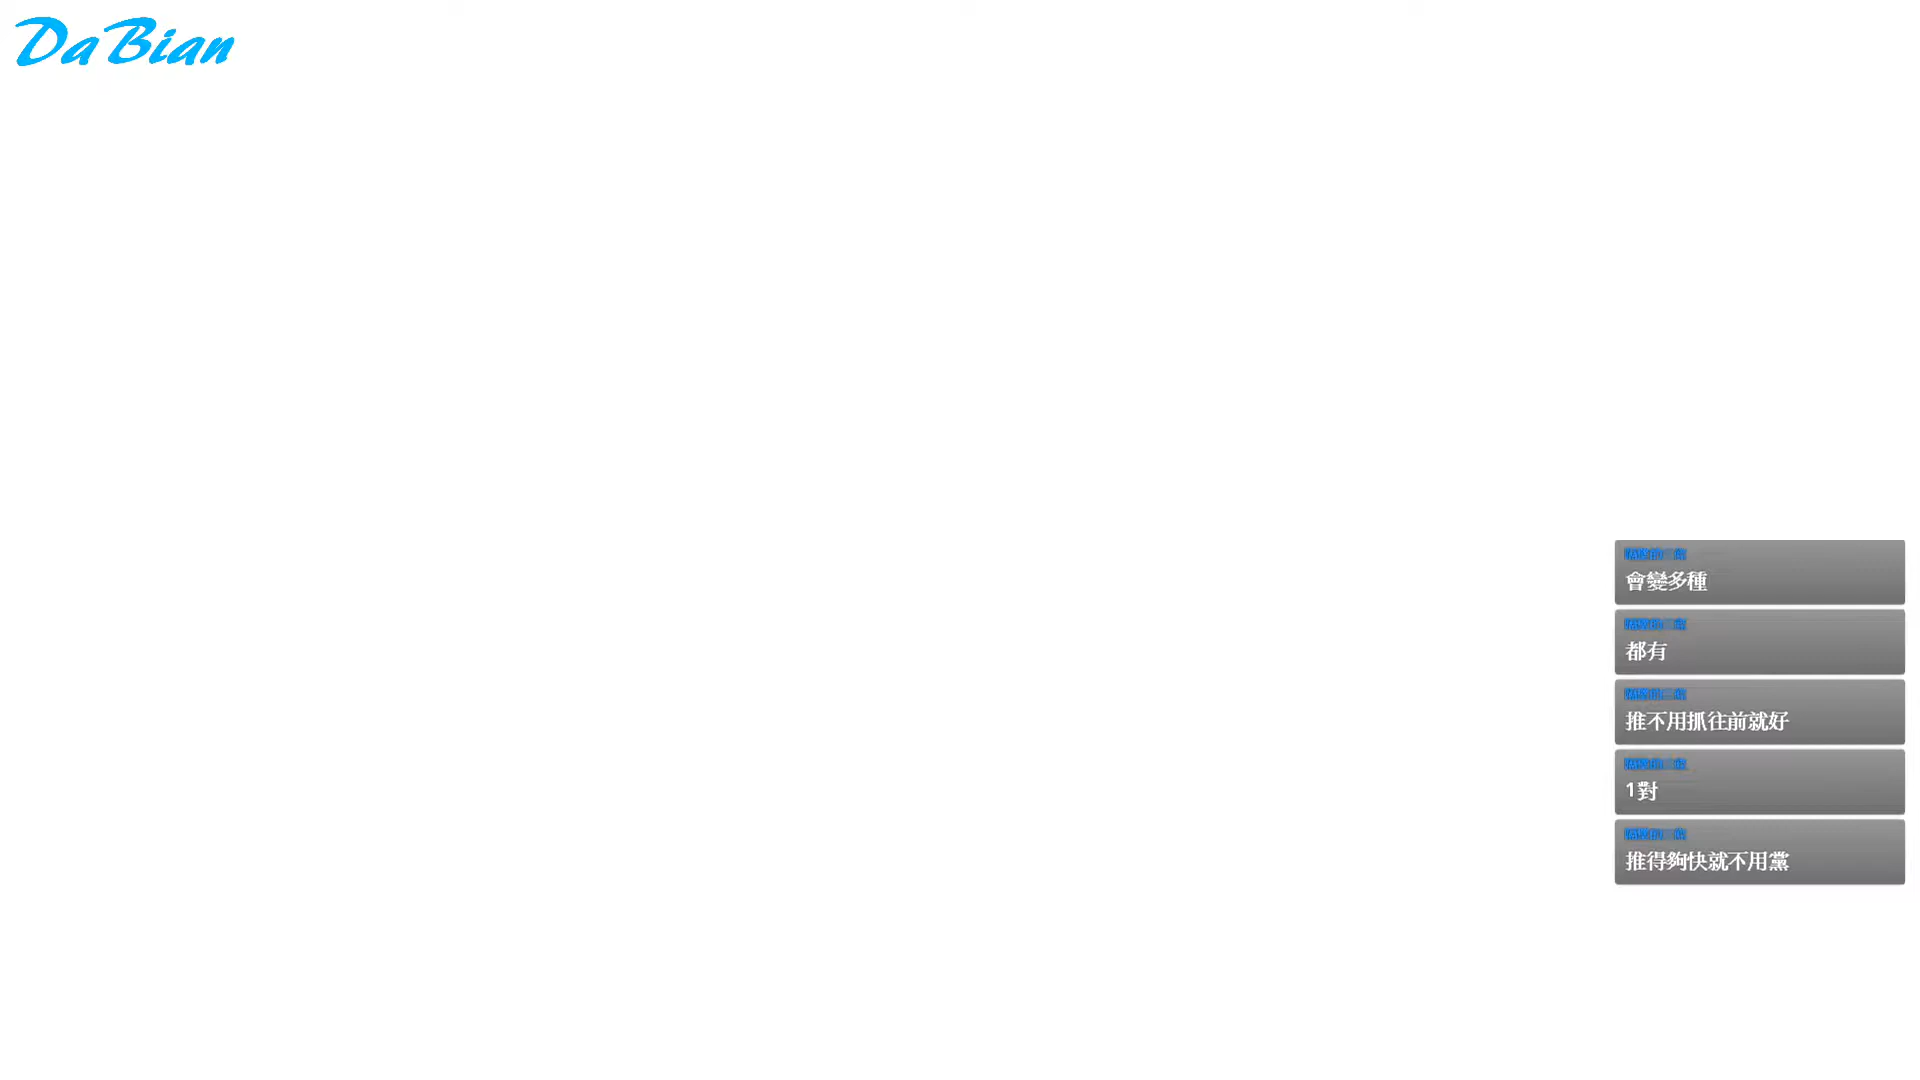 DaBian
會變多種
都有
推不用抓往前就好
1對
推得夠快就不用黨